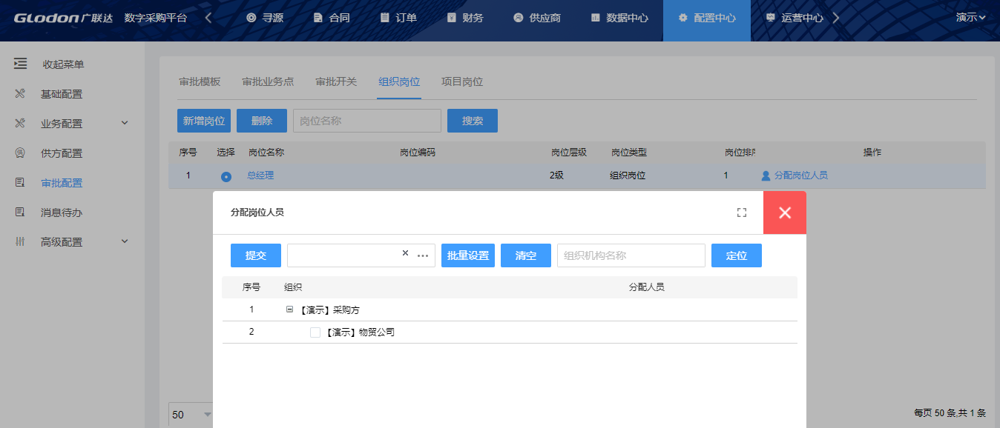 GLODON广联达 数字采购平台 寻源 合同 订单 财务 供应商 数据中心 配置中心 运营中心 演示
收起菜单
基础配置
业务配置
供方配置
审批配置
消息待办
高级配置
审批模板 审批业务点 审批开关 组织岗位 项目岗位
新增岗位 删除 岗位名称 搜索
序号 选择 岗位名称 岗位编码 岗位层级 岗位类型 岗位排序 操作
1 总经理 2级 组织岗位 1 分配岗位人员
分配岗位人员
提交 批量设置 清空 组织机构名称 定位
序号 组织 分配人员
1 【演示】采购方
2 【演示】物贸公司
50 每页 50 条,共 1 条